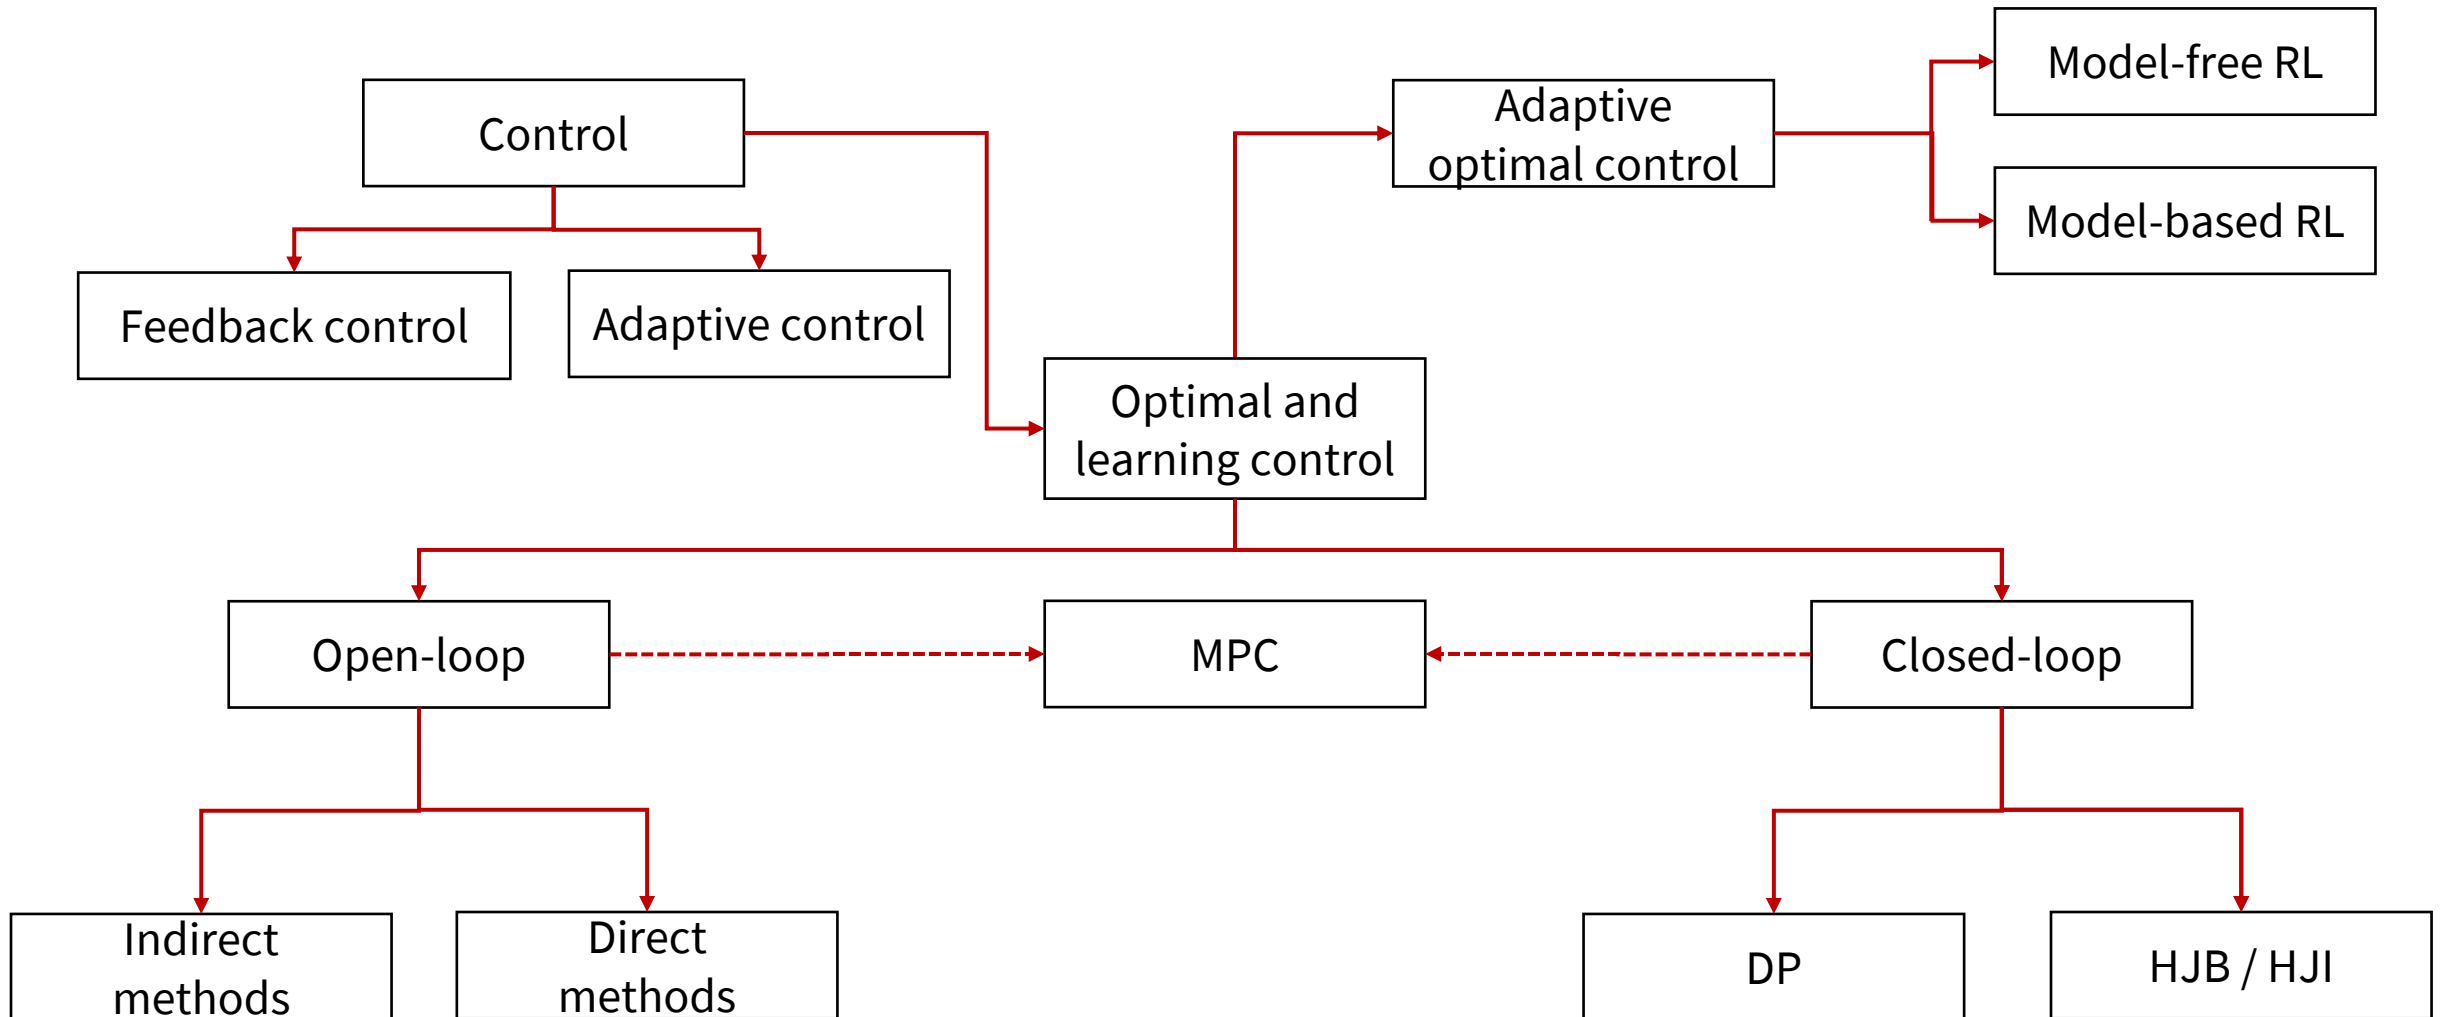 Model-free RL
Control
Adaptive
optimal control
Model-based RL
Feedback control
Adaptive control
Optimal and
learning control
Open-loop
MPC
Closed-loop
Indirect
methods
Direct
methods
DP
HJB / HJI